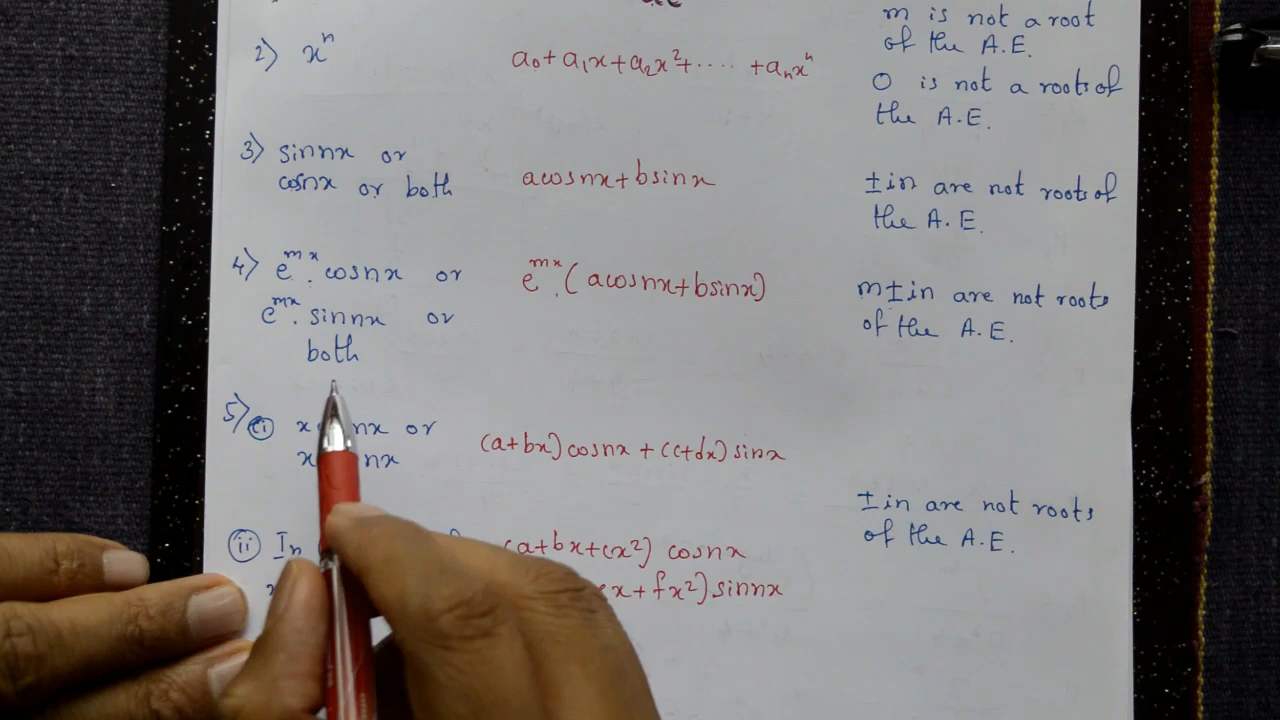 m is not a root
of the A.E.
2) xⁿ a₀+a₁x+a₂x²+..... +aₙxⁿ
0 is not a roots of
the A.E.
3) sinnx or
cosnx or both acosnx+bsinx
±in are not roots of
the A.E.
4) e^mx. cosnx or e^mx.(acosnx+bsinx)
e^mx. sinnx or
both
m±in are not roots
of the A.E.
5) (i) x nx or
x nx
(a+bx)cosnx + (c+dx) sinx
±in are not roots
of the A.E.
(ii) In (a+bx+cx²) cosnx
x + fx²) sinnx